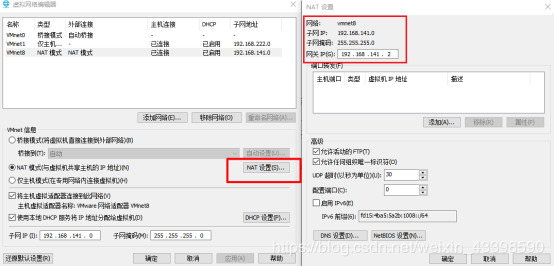 虚拟网络编辑器
名称 类型 外部连接 主机连接 DHCP 子网地址
VMnet0 桥接模式 自动桥接 - - -
VMnet1 仅主机... - 已连接 已启用 192.168.222.0
VMnet8 NAT 模式 NAT 模式 已连接 已启用 192.168.141.0
添加网络(E)... 移除网络(O) 重命名网络(A)...
VMnet 信息
桥接模式(将虚拟机直接连接到外部网络)(B)
桥接到(T): 自动 自动设置(U)...
NAT 模式(与虚拟机共享主机的 IP 地址)(N) NAT 设置(S)...
仅主机模式(在专用网络内连接虚拟机)(H)
将主机虚拟适配器连接到此网络(V)
主机虚拟适配器名称: VMware 网络适配器 VMnet8
使用本地 DHCP 服务将 IP 地址分配给虚拟机(D) DHCP 设置(P)...
子网 IP (I): 192 . 168 . 141 . 0 子网掩码(M): 255 . 255 . 255 . 0
还原默认设置(R) 确定 取消 应用(A) 帮助
NAT 设置
网络: vmnet8
子网 IP: 192.168.141.0
子网掩码: 255.255.255.0
网关 IP(G): 192 . 168 . 141 . 2
端口转发(F)
主机端口 类型 虚拟机 IP 地址 描述
添加(A)... 移除(R) 属性(P)
高级
允许活动的 FTP(T)
允许任何组织唯一标识符(O)
UDP 超时(以秒为单位)(U): 30
配置端口(C): 0
启用 IPv6(E)
IPv6 前缀(6): fd15:4ba5:5a2b:1008::/64
DNS 设置(D)... NetBIOS 设置(N)...
确定 取消 帮助
https://blog.csdn.net/weixin_43398590